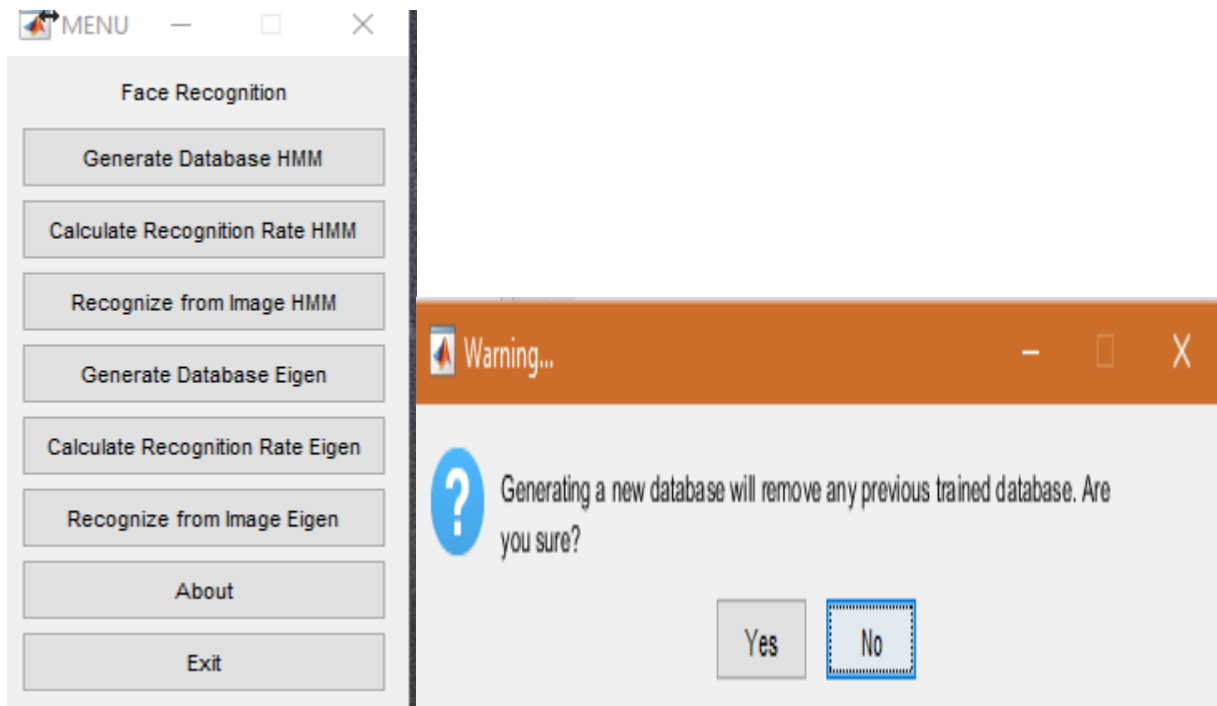 MENU
Face Recognition
Generate Database HMM
Calculate Recognition Rate HMM
Recognize from Image HMM
Generate Database Eigen
Calculate Recognition Rate Eigen
Recognize from Image Eigen
About
Exit
Warning...
Generating a new database will remove any previous trained database. Are
you sure?
Yes No